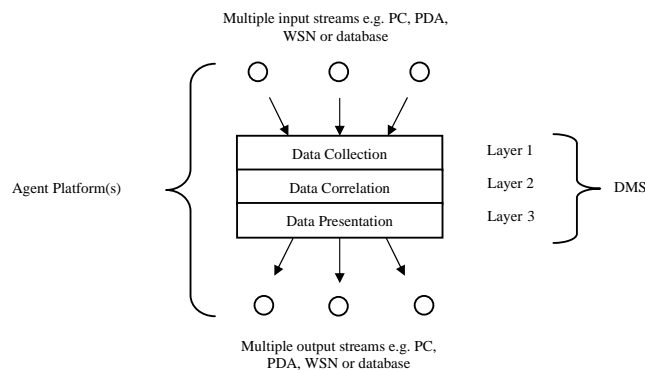 Multiple input streams e.g. PC, PDA,
WSN or database
Data Collection
Layer 1
Agent Platform(s)
Data Correlation
Layer 2
DMS
Data Presentation
Layer 3
Multiple output streams e.g. PC,
PDA, WSN or database